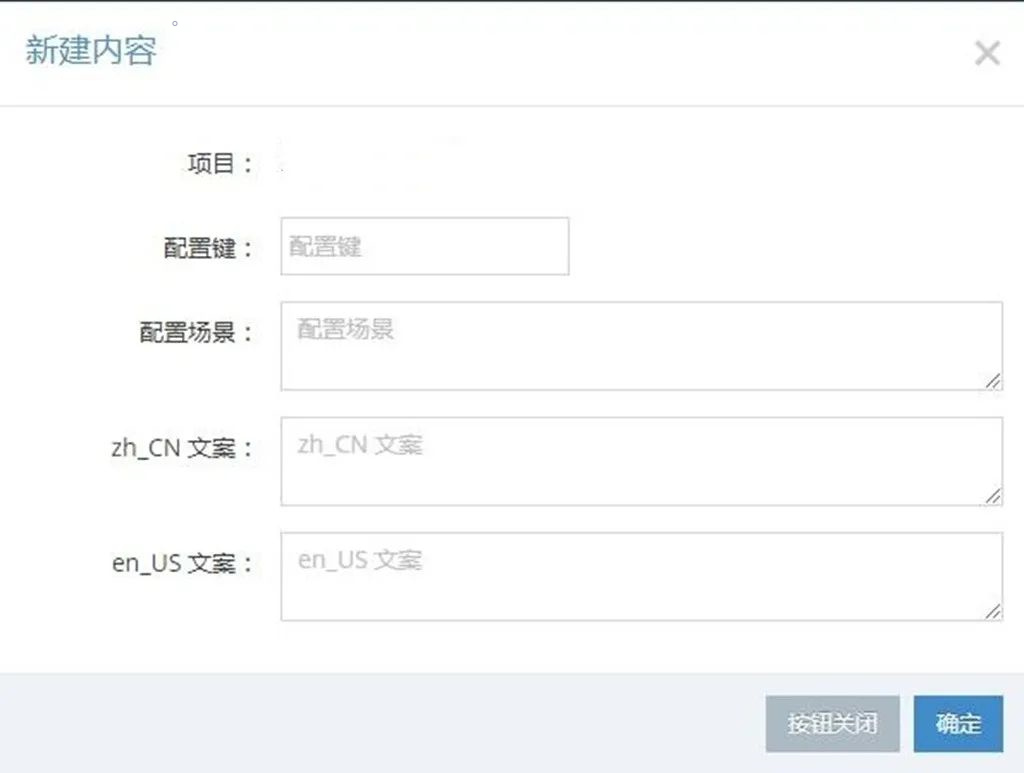 新建内容
项目：
配置键： 配置键
配置场景： 配置场景
zh_CN 文案： zh_CN 文案
en_US 文案： en_US 文案
按钮关闭 确定